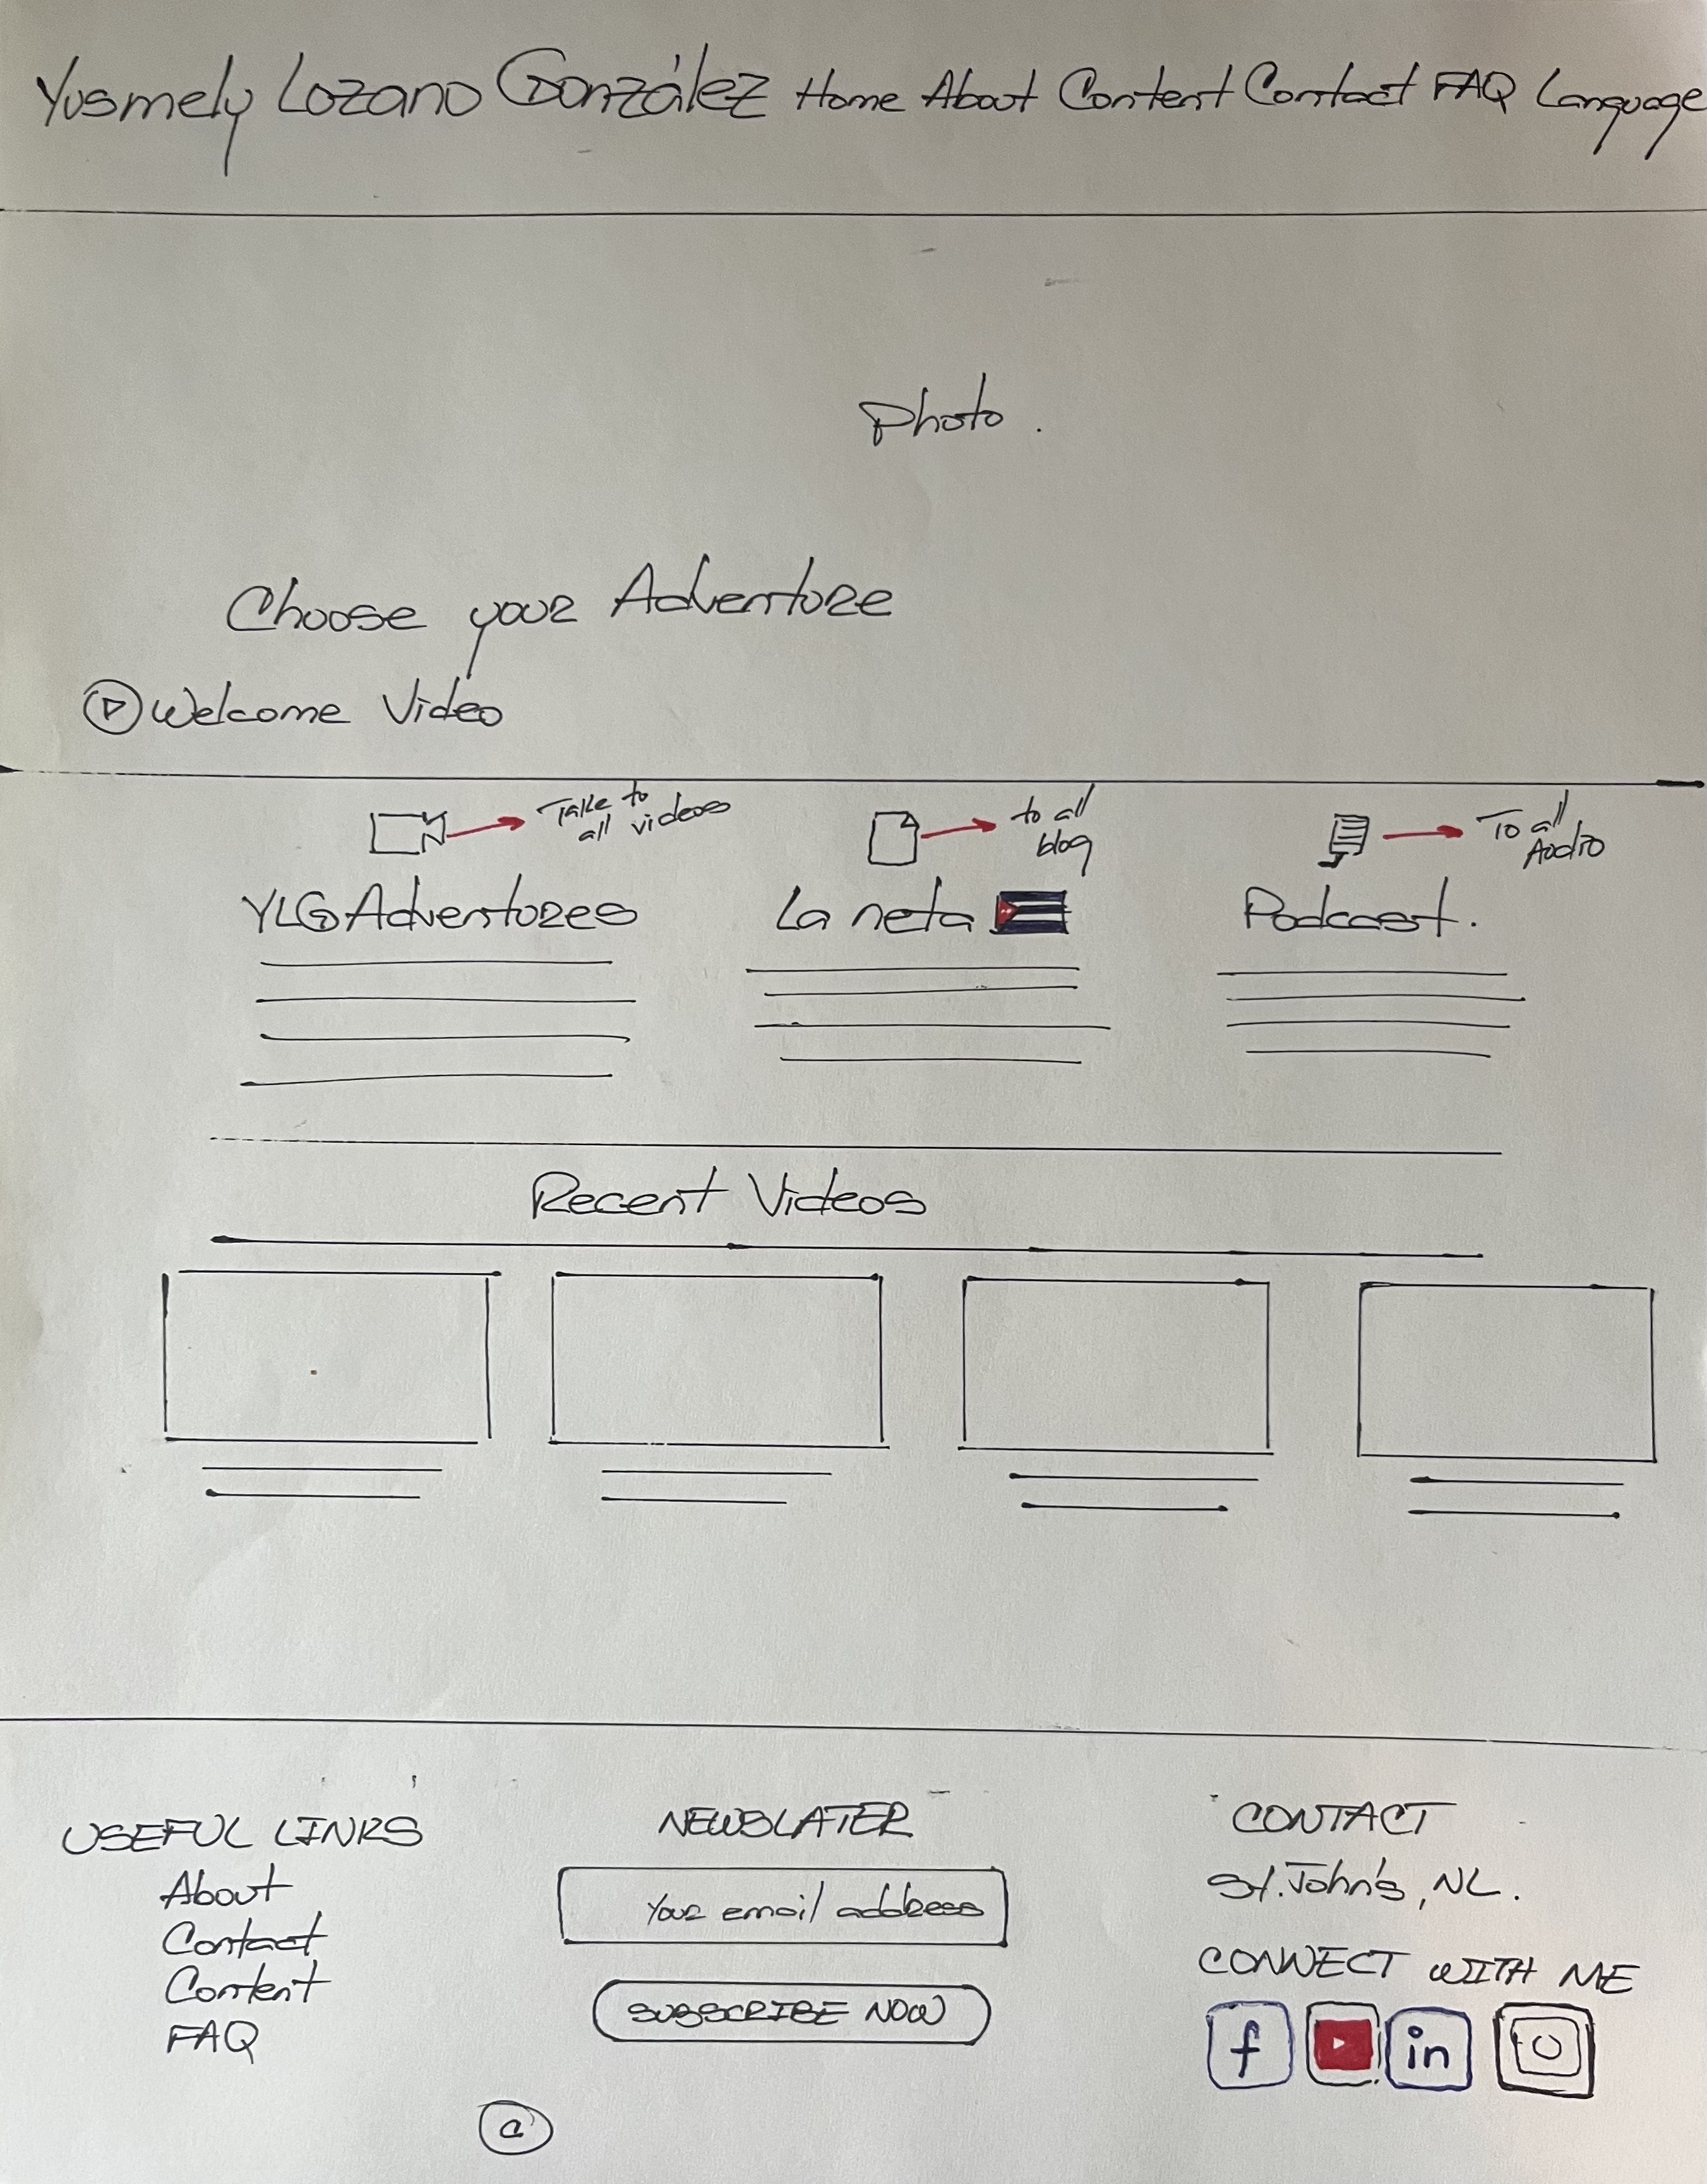 Yusmely Lozano González Home About Content Contact FAQ Language
Photo.
Choose your Adventure
Welcome Video
Take to
all videos
to all
blog
To all
Audio
YLG Adventures
La neta
Podcast.
Recent Videos
USEFUL LINKS
About
Contact
Content
FAQ
NEWSLATER
Your email address
SUBSCRIBE NOW
CONTACT
St. John's, NL.
CONNECT WITH ME
f
in
©